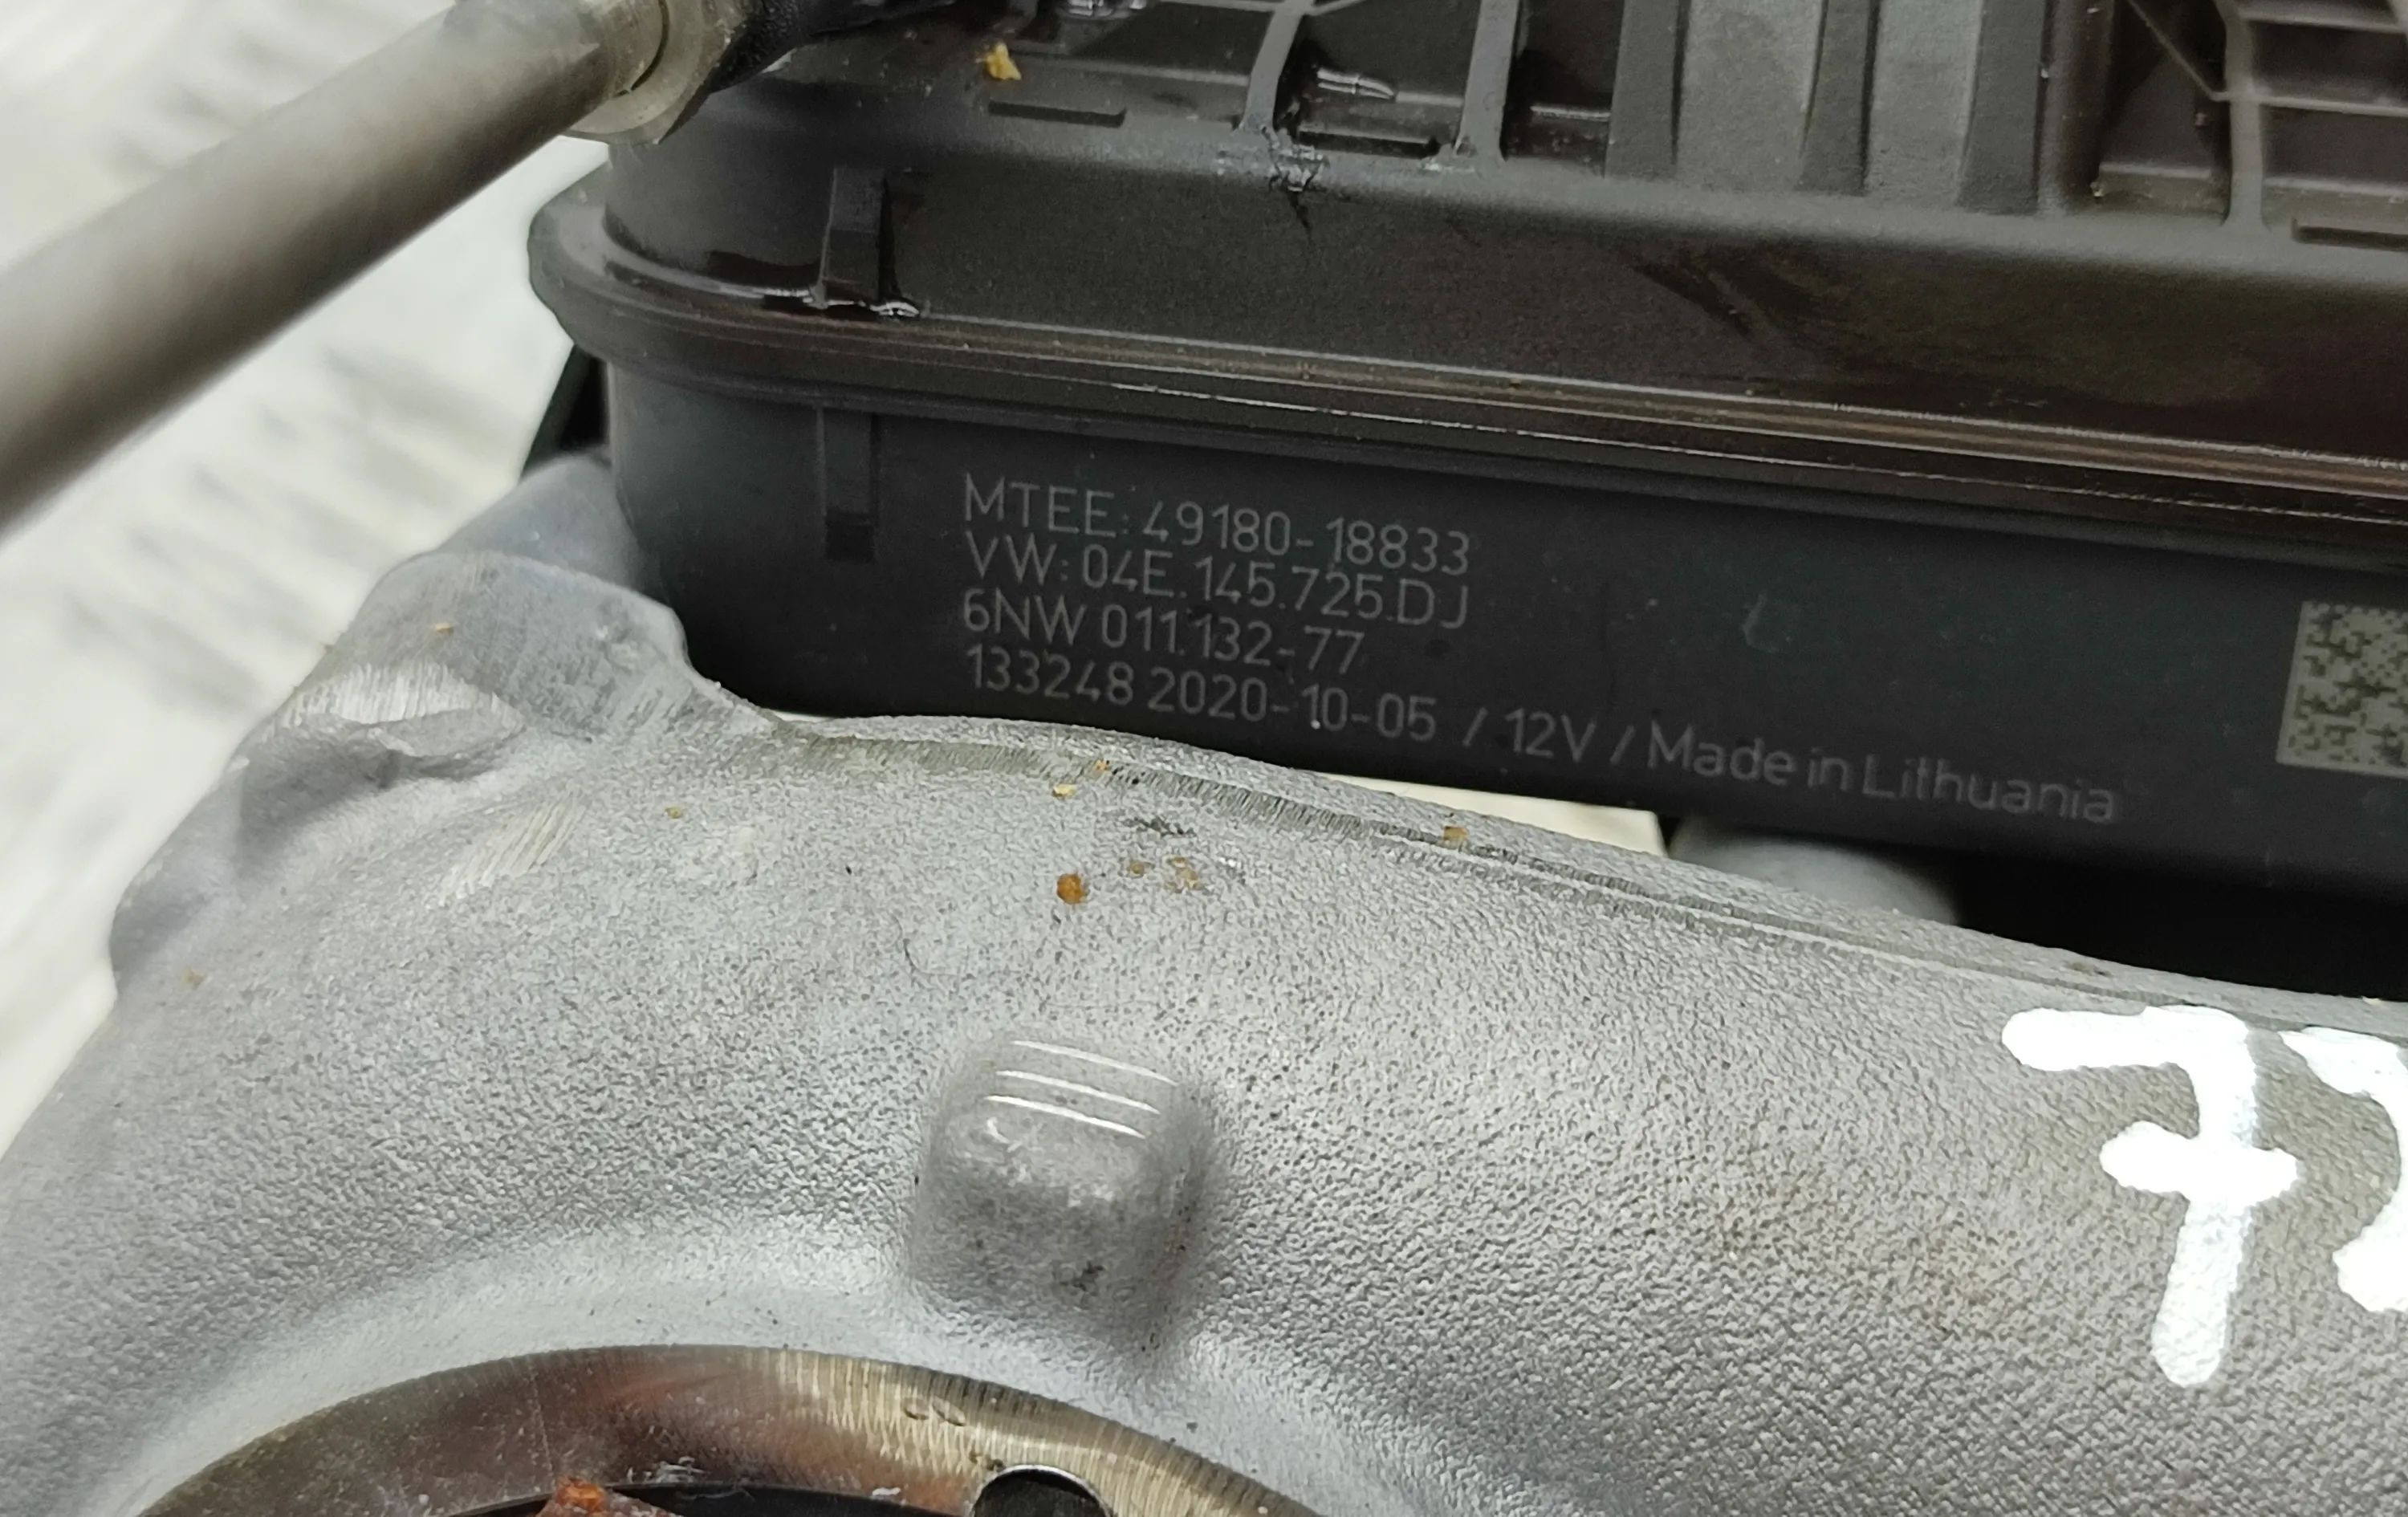 MTEE: 49180-18833
VW: 04E.145.725.DJ
6NW 011.132-77
133248 2020-10-05 / 12V / Made in Lithuania
7